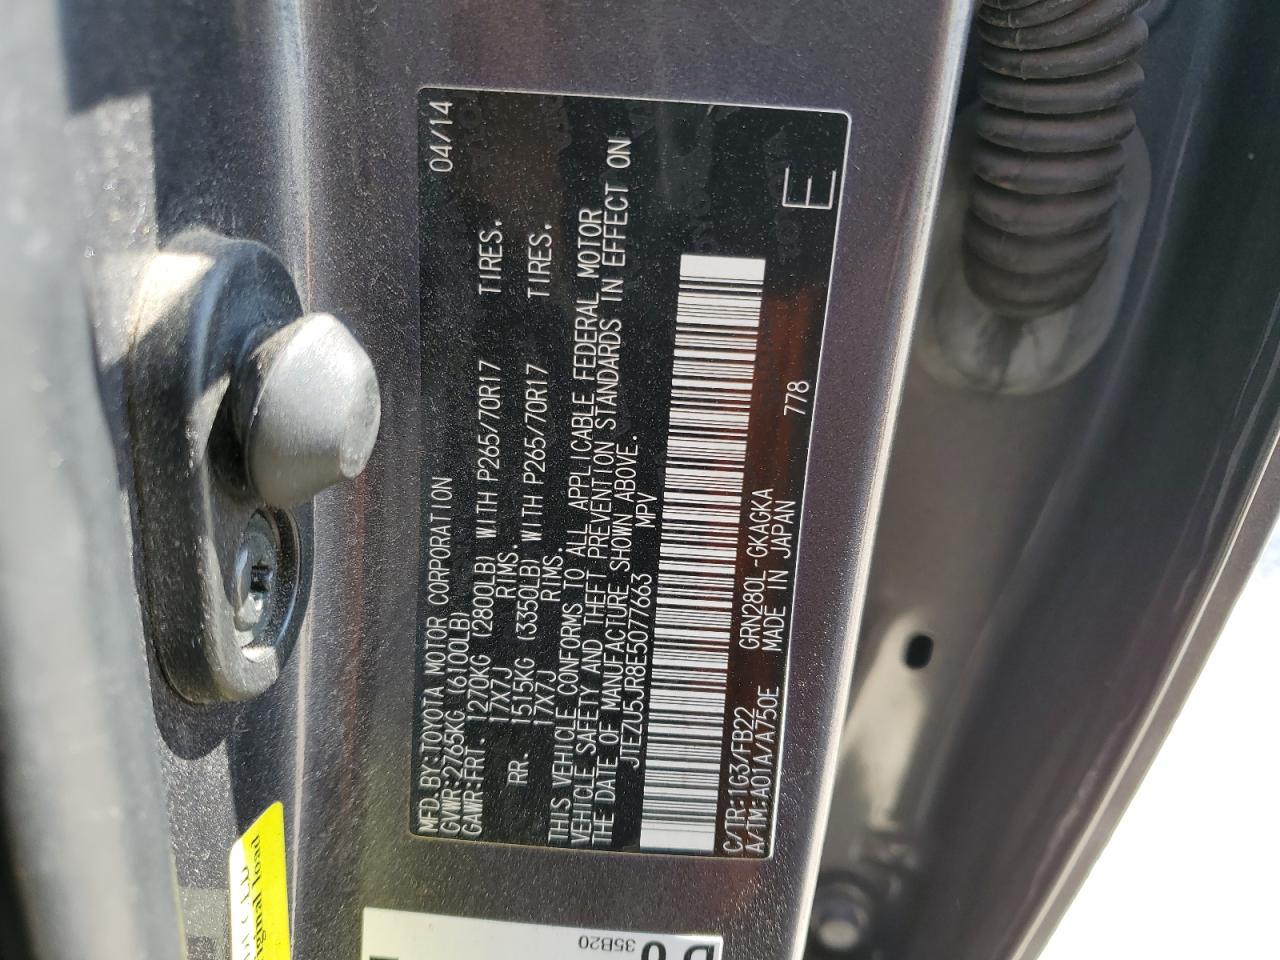 MFD.BY:TOYOTA MOTOR CORPORATION 04/14
GVWR:2765KG (6100LB)
GAWR:FRT. 1270KG (2800LB) WITH P265/70R17 TIRES.
17X7J RIMS.
RR. 1515KG (3350LB) WITH P265/70R17 TIRES.
17X7J RIMS.
THIS VEHICLE CONFORMS TO ALL APPLICABLE FEDERAL MOTOR
VEHICLE SAFETY AND THEFT PREVENTION STANDARDS IN EFFECT ON
THE DATE OF MANUFACTURE SHOWN ABOVE.
JTEZU5JR8E5077663 MPV
C/TR:1G3/FB22 GRN280L-GKAGKA
A/TM:A01A/A750E MADE IN JAPAN 778
E
iginal load
35B20